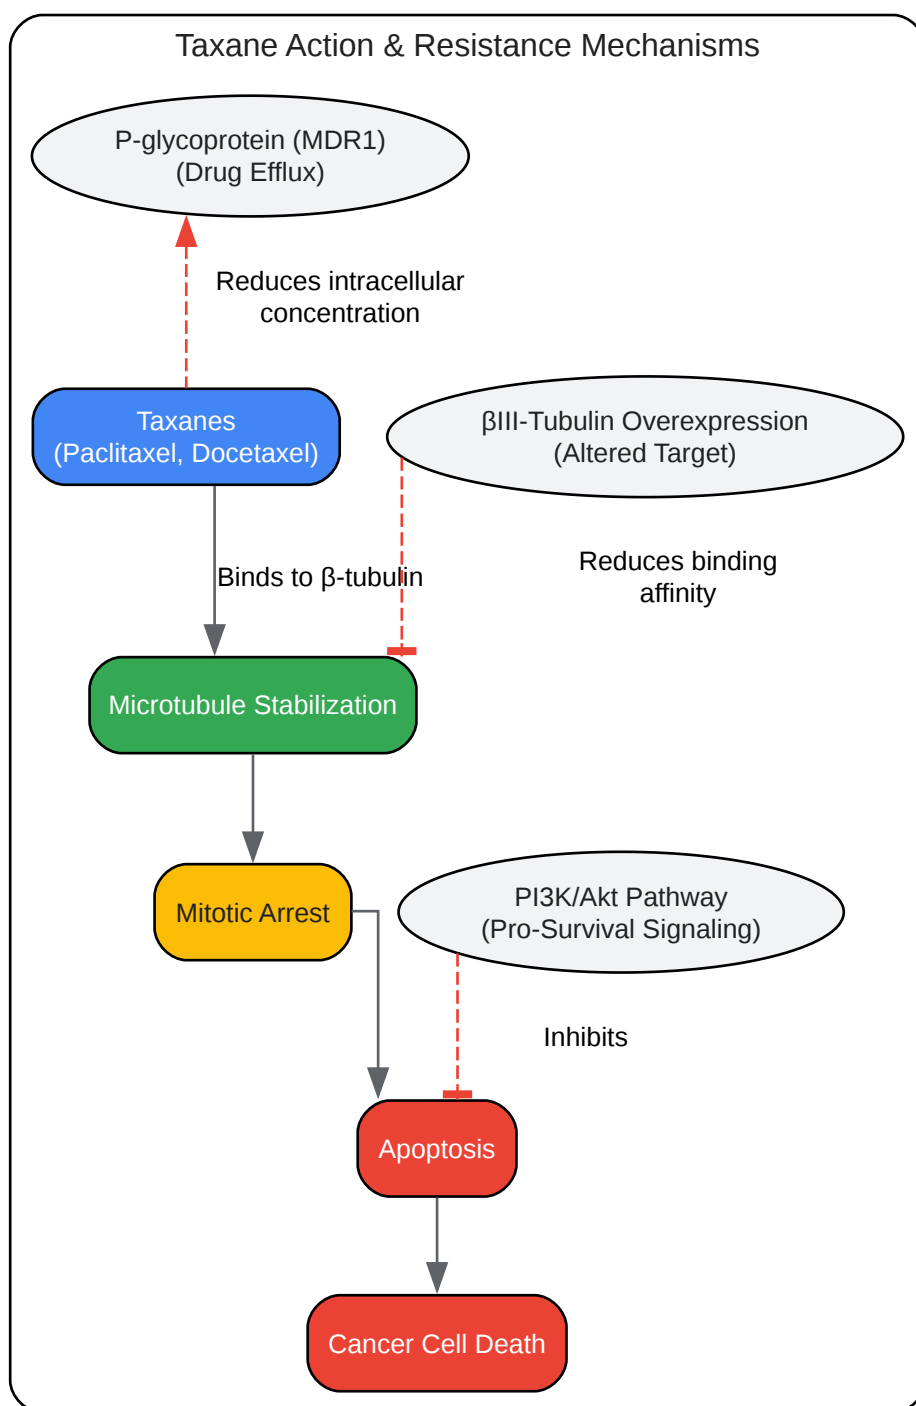 Taxane Action & Resistance Mechanisms
P-glycoprotein (MDR1)
(Drug Efflux)
Reduces intracellular
concentration
Taxanes
(Paclitaxel, Docetaxel)
βIII-Tubulin Overexpression
(Altered Target)
Binds to β-tubulin
Reduces binding
affinity
Microtubule Stabilization
Mitotic Arrest
PI3K/Akt Pathway
(Pro-Survival Signaling)
Inhibits
Apoptosis
Cancer Cell Death